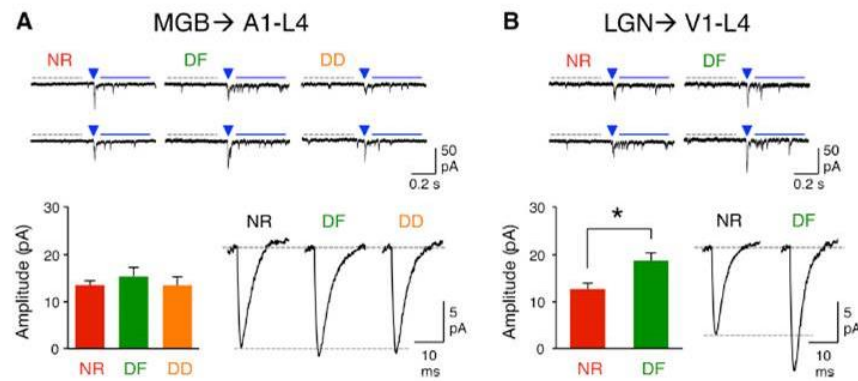 A MGB→ A1-L4
NR DF DD
50
pA
0.2 s
30
20
10
0
Amplitude (pA)
NR DF DD
NR DF DD
5
pA
10
ms
B LGN→ V1-L4
NR DF
50
pA
0.2 s
30
20
10
0
Amplitude (pA)
*
NR DF
NR DF
5
pA
10
ms